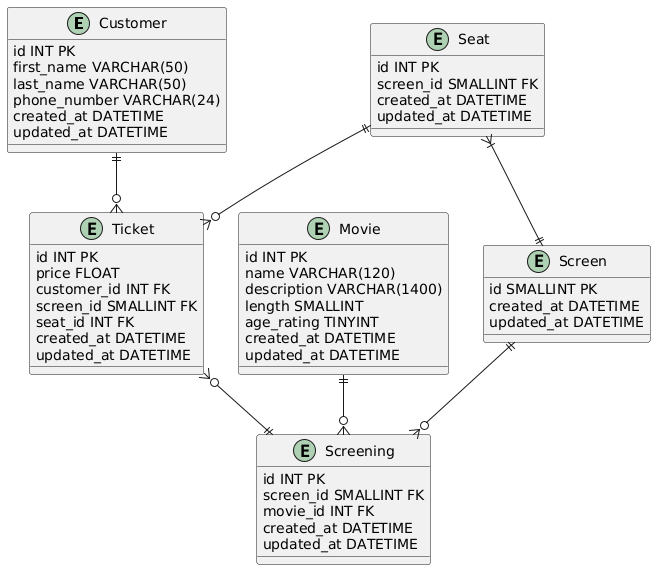 E Customer
id INT PK
first_name VARCHAR(50)
last_name VARCHAR(50)
phone_number VARCHAR(24)
created_at DATETIME
updated_at DATETIME
E Seat
id INT PK
screen_id SMALLINT FK
created_at DATETIME
updated_at DATETIME
E Ticket
id INT PK
price FLOAT
customer_id INT FK
screen_id SMALLINT FK
seat_id INT FK
created_at DATETIME
updated_at DATETIME
E Movie
id INT PK
name VARCHAR(120)
description VARCHAR(1400)
length SMALLINT
age_rating TINYINT
created_at DATETIME
updated_at DATETIME
E Screen
id SMALLINT PK
created_at DATETIME
updated_at DATETIME
E Screening
id INT PK
screen_id SMALLINT FK
movie_id INT FK
created_at DATETIME
updated_at DATETIME